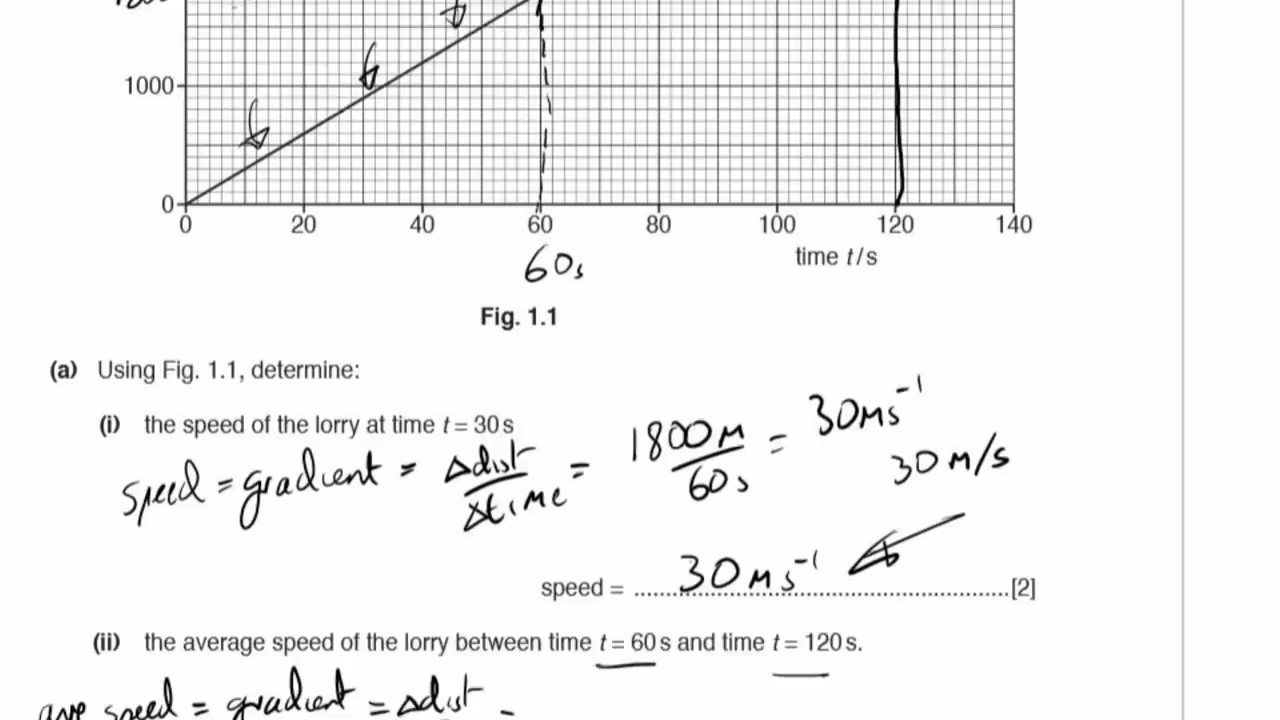 1000
0
0 20 40 60 80 100 120 140
60s
time t/s
Fig. 1.1
(a) Using Fig. 1.1, determine:
(i) the speed of the lorry at time t = 30 s
speed = gradient = Δdist / Δtime = 1800m / 60s = 30ms⁻¹
30 m/s
speed = 30ms⁻¹ [2]
(ii) the average speed of the lorry between time t = 60 s and time t = 120 s.
ave speed = gradient = Δdist =